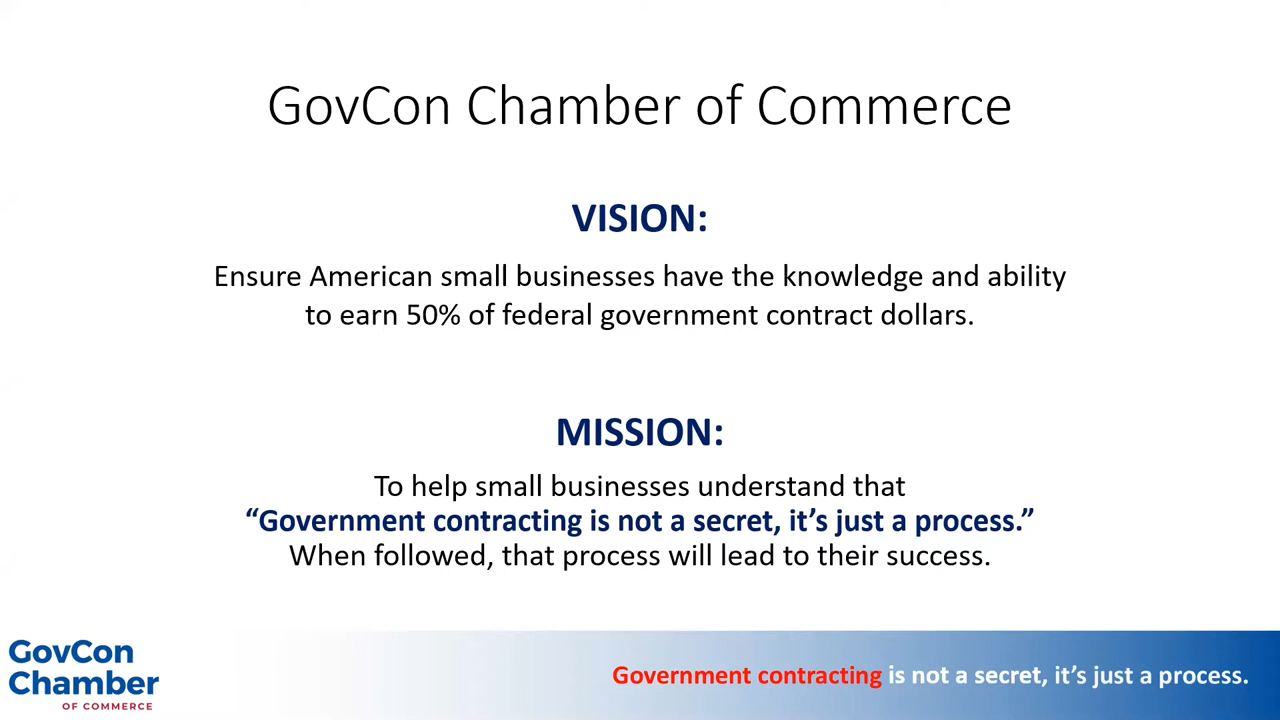 GovCon Chamber of Commerce
VISION:
Ensure American small businesses have the knowledge and ability
to earn 50% of federal government contract dollars.
MISSION:
To help small businesses understand that
“Government contracting is not a secret, it’s just a process.”
When followed, that process will lead to their success.
GovCon
Chamber
OF COMMERCE
Government contracting is not a secret, it’s just a process.